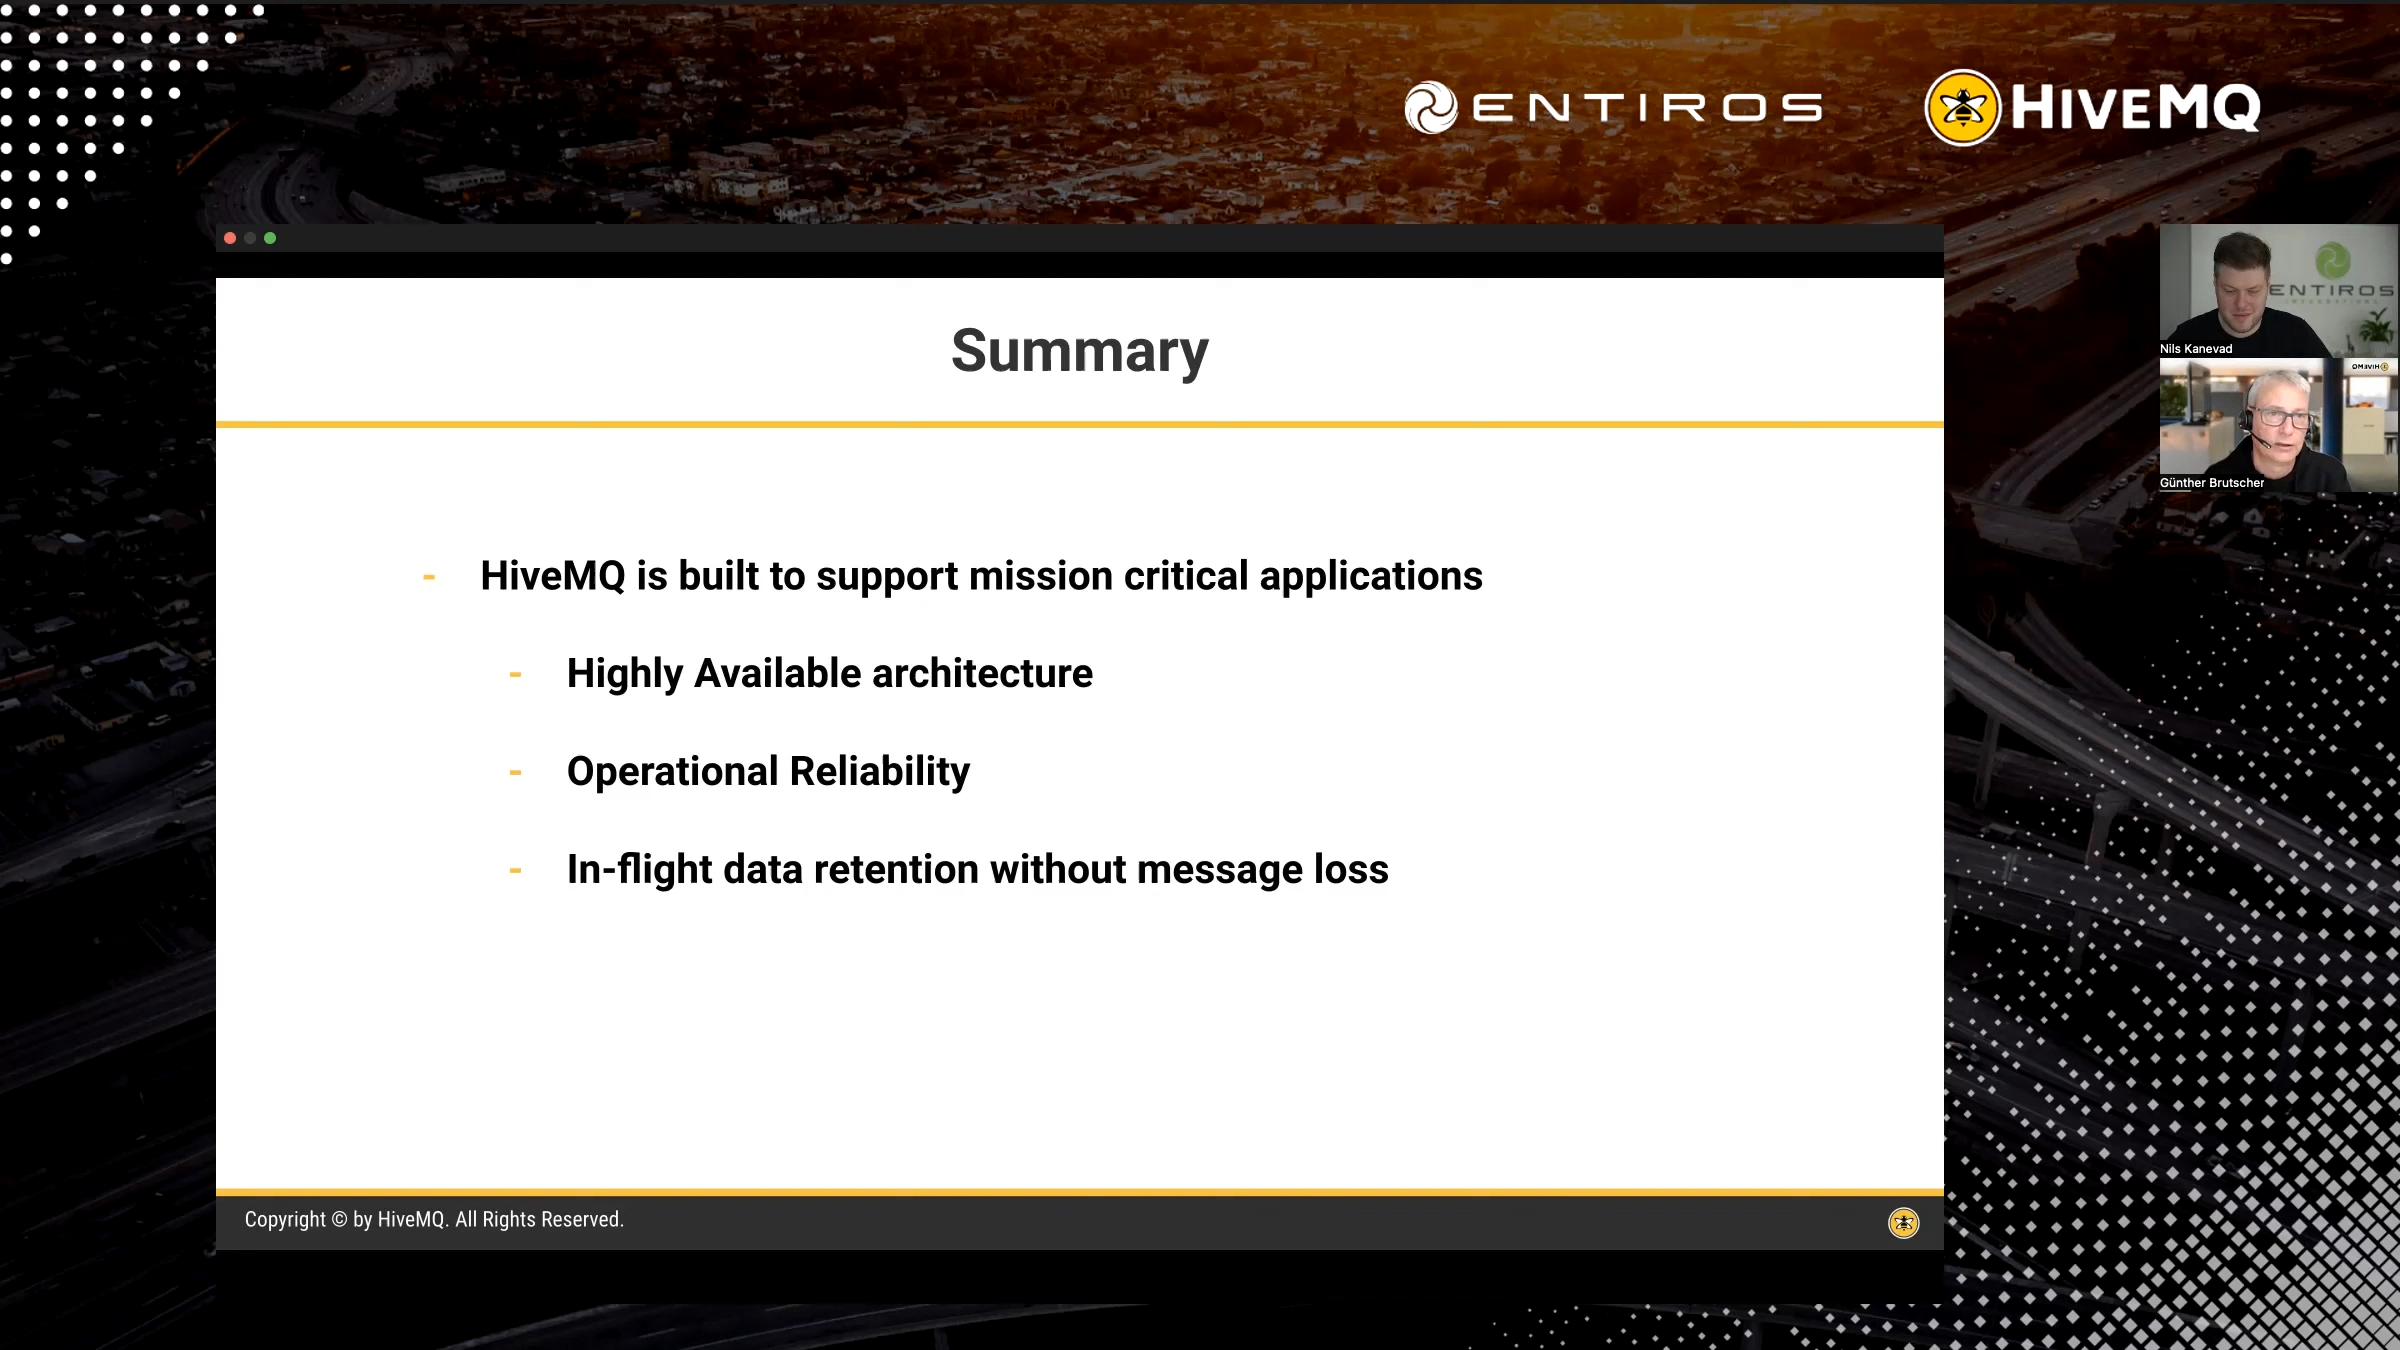 ENTIROS
HIVEMQ
ENTIROS
Nils Kanevad
HIVEMQ
Günther Brutscher
Summary
- HiveMQ is built to support mission critical applications
- Highly Available architecture
- Operational Reliability
- In-flight data retention without message loss
Copyright © by HiveMQ. All Rights Reserved.